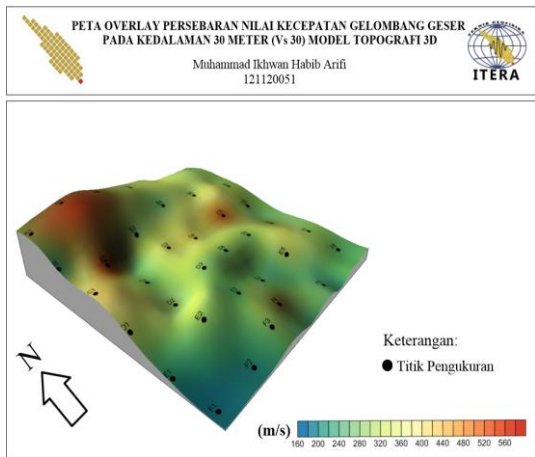 PETA OVERLAY PERSEBARAN NILAI KECEPATAN GELOMBANG GESER
PADA KEDALAMAN 30 METER (Vs 30) MODEL TOPOGRAFI 3D
Muhammad Ikhwan Habib Arifi
121120051
ITERA
N
Keterangan:
Titik Pengukuran
(m/s)
160 200 240 280 320 360 400 440 480 520 560